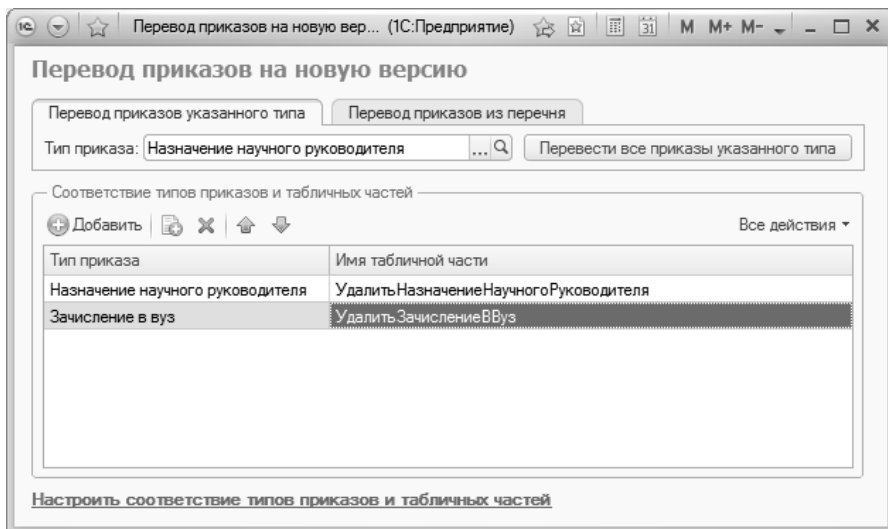 1С Перевод приказов на новую вер... (1С:Предприятие) 31 M M+ M-
Перевод приказов на новую версию
Перевод приказов указанного типа Перевод приказов из перечня
Тип приказа: Назначение научного руководителя ... Перевести все приказы указанного типа
Соответствие типов приказов и табличных частей
Добавить Все действия
Тип приказа Имя табличной части
Назначение научного руководителя УдалитьНазначениеНаучногоРуководителя
Зачисление в вуз УдалитьЗачислениеВВуз
Настроить соответствие типов приказов и табличных частей